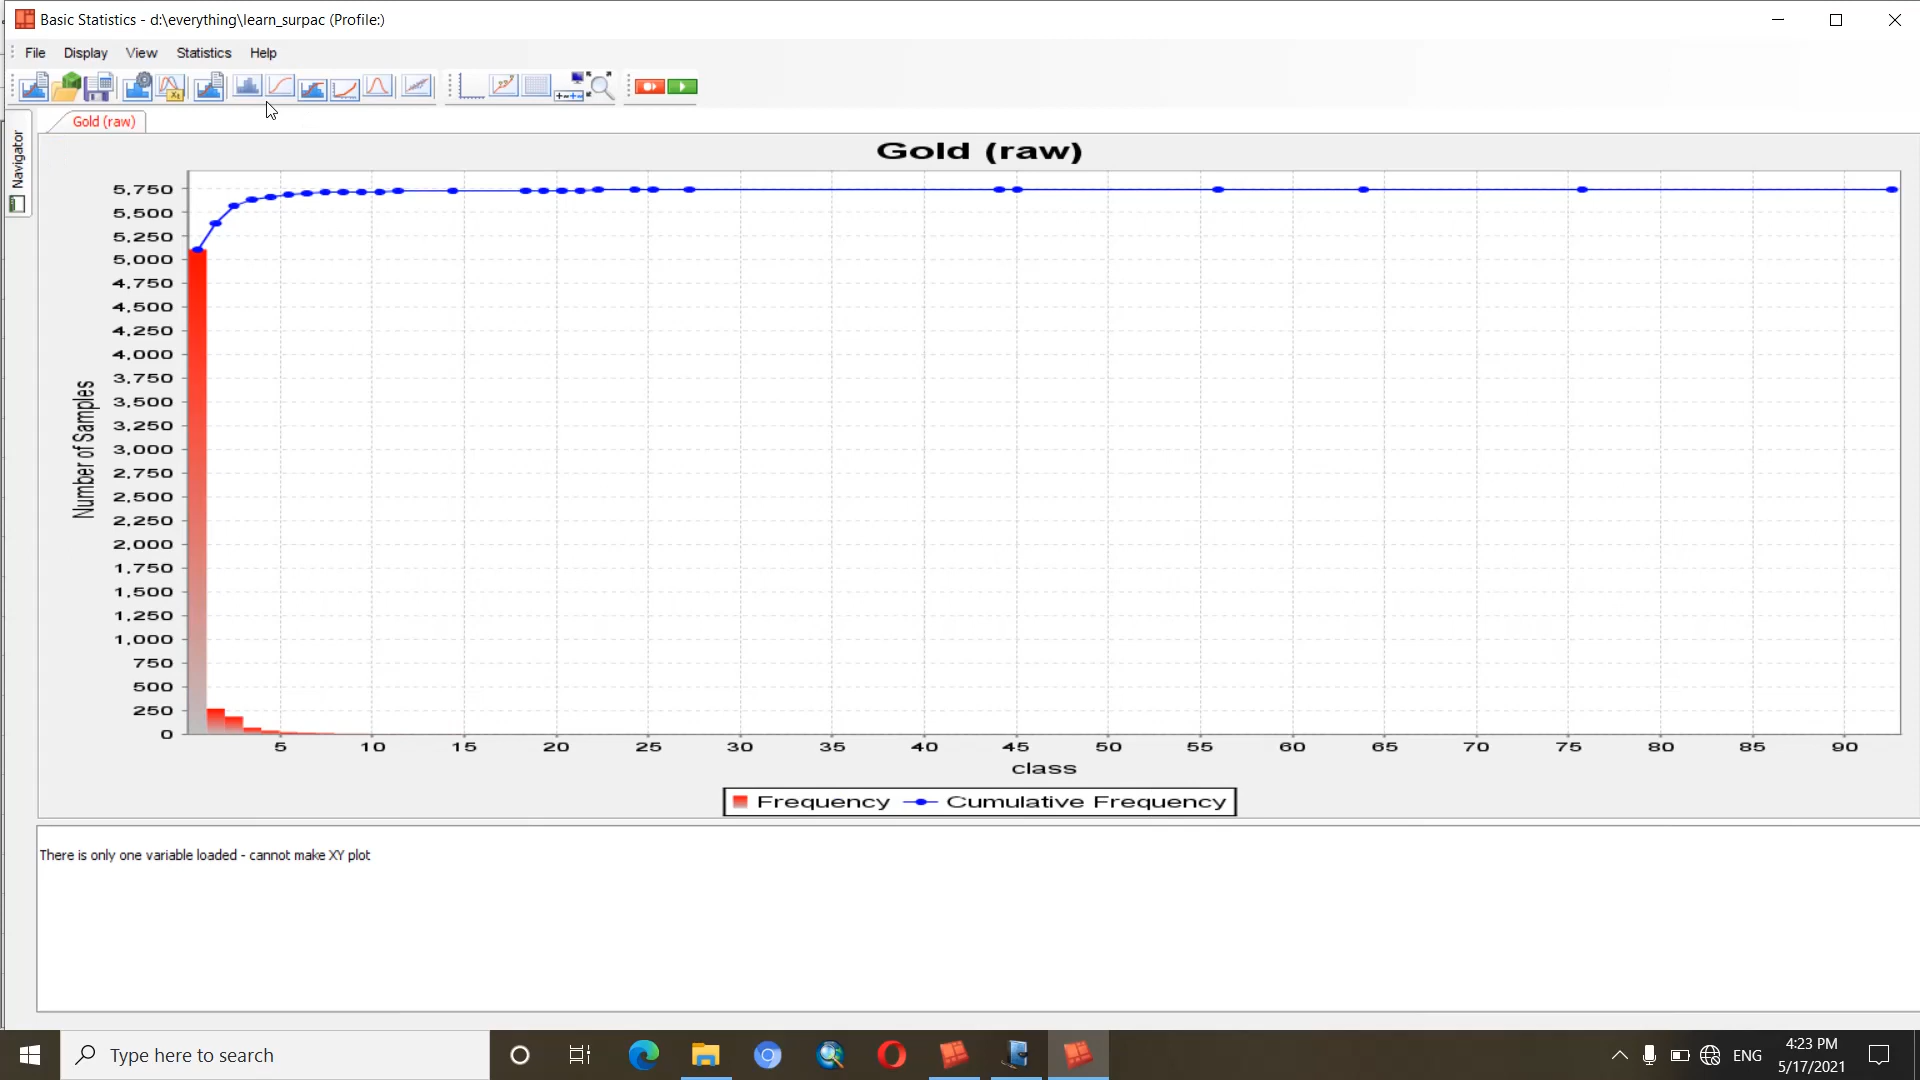 Basic Statistics - d:\everything\learn_surpac (Profile:)
File Display View Statistics Help
Gold (raw)
Navigator
Gold (raw)
5,750
5,500
5,250
5,000
4,750
4,500
4,250
4,000
3,750
3,500
3,250
3,000
2,750
2,500
2,250
2,000
1,750
1,500
1,250
1,000
750
500
250
0
Number of Samples
5 10 15 20 25 30 35 40 45 50 55 60 65 70 75 80 85 90
class
Frequency Cumulative Frequency
There is only one variable loaded - cannot make XY plot
Type here to search
ENG
4:23 PM
5/17/2021